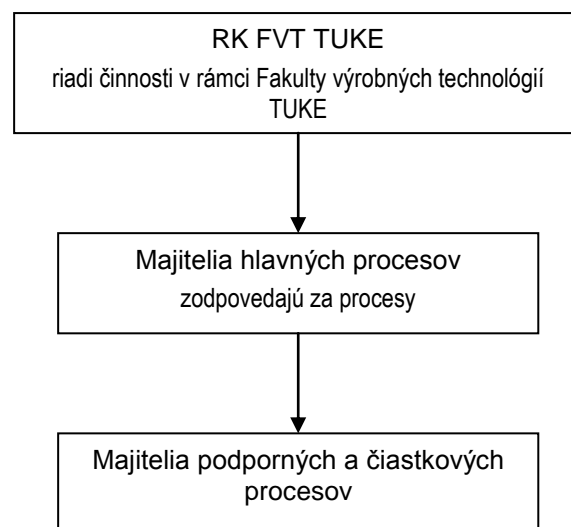 RK FVT TUKE
riadi činnosti v rámci Fakulty výrobných technológií
TUKE
Majitelia hlavných procesov
zodpovedajú za procesy
Majitelia podporných a čiastkových
procesov